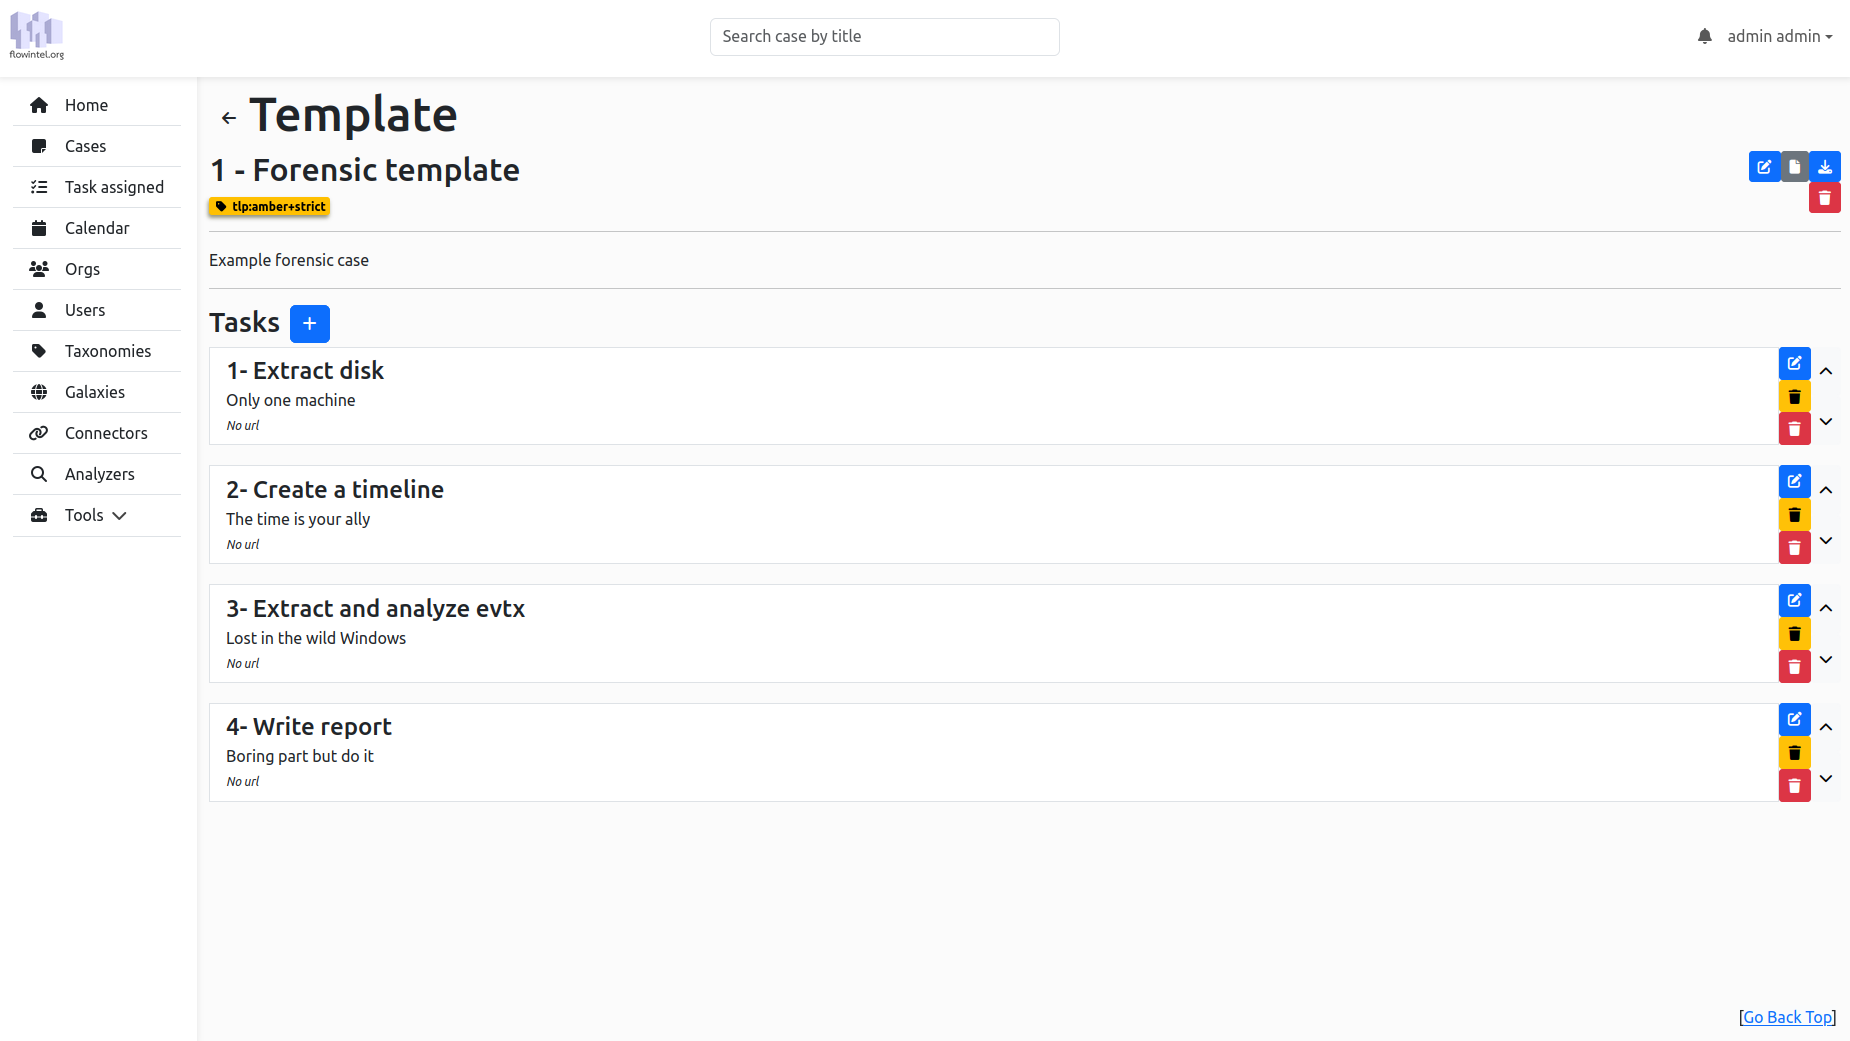 flowintel.org
Search case by title
admin admin
Home
Cases
Task assigned
Calendar
Orgs
Users
Taxonomies
Galaxies
Connectors
Analyzers
Tools
Template
1 - Forensic template
tlp:amber+strict
Example forensic case
Tasks
1- Extract disk
Only one machine
No url
2- Create a timeline
The time is your ally
No url
3- Extract and analyze evtx
Lost in the wild Windows
No url
4- Write report
Boring part but do it
No url
[Go Back Top]